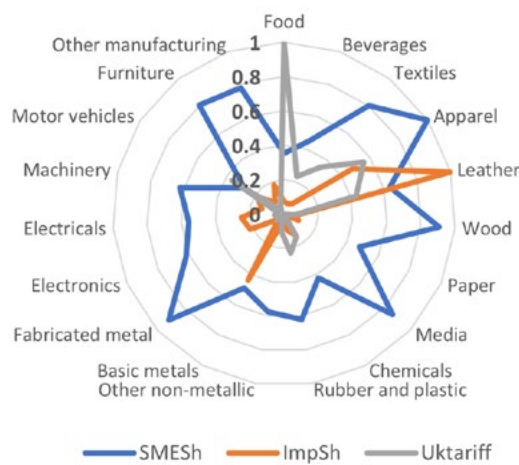 Food
Other manufacturing
Beverages
Furniture
Textiles
Motor vehicles
Apparel
Machinery
Leather
Electricals
Wood
Electronics
Paper
Fabricated metal
Media
Basic metals
Chemicals
Other non-metallic
Rubber and plastic
1
0.8
0.6
0.4
0.2
0
SMESh ImpSh Uktariff